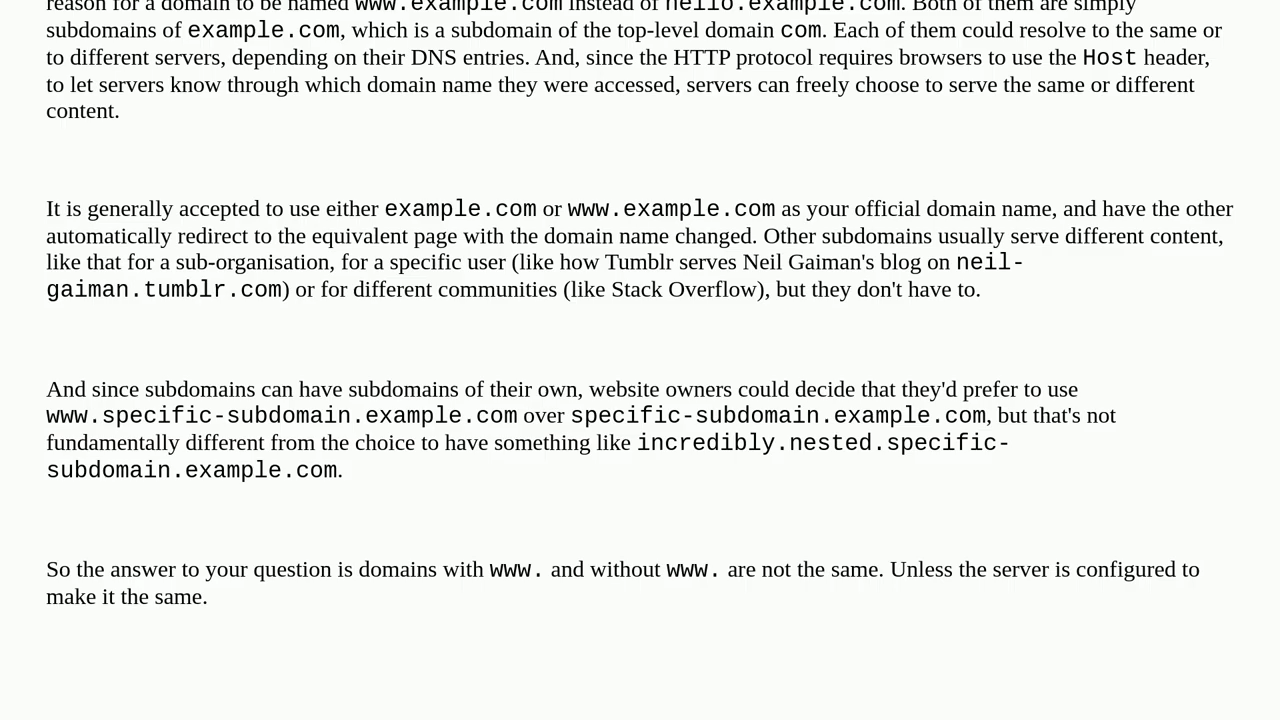 reason for a domain to be named www.example.com instead of hello.example.com. Both of them are simply
subdomains of example.com, which is a subdomain of the top-level domain com. Each of them could resolve to the same or
to different servers, depending on their DNS entries. And, since the HTTP protocol requires browsers to use the Host header,
to let servers know through which domain name they were accessed, servers can freely choose to serve the same or different
content.
It is generally accepted to use either example.com or www.example.com as your official domain name, and have the other
automatically redirect to the equivalent page with the domain name changed. Other subdomains usually serve different content,
like that for a sub-organisation, for a specific user (like how Tumblr serves Neil Gaiman's blog on neil-
gaiman.tumblr.com) or for different communities (like Stack Overflow), but they don't have to.
And since subdomains can have subdomains of their own, website owners could decide that they'd prefer to use
www.specific-subdomain.example.com over specific-subdomain.example.com, but that's not
fundamentally different from the choice to have something like incredibly.nested.specific-
subdomain.example.com.
So the answer to your question is domains with www. and without www. are not the same. Unless the server is configured to
make it the same.